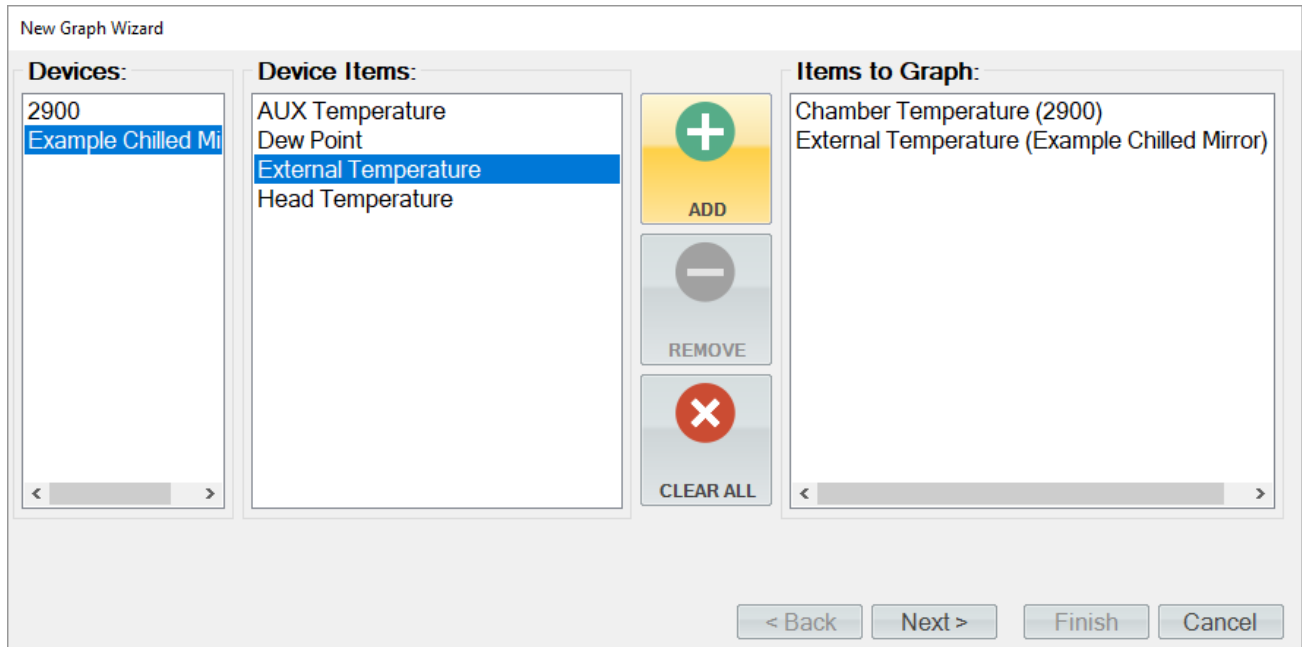 New Graph Wizard
Devices:
2900
Example Chilled Mi
Device Items:
AUX Temperature
Dew Point
External Temperature
Head Temperature
ADD
REMOVE
CLEAR ALL
Items to Graph:
Chamber Temperature (2900)
External Temperature (Example Chilled Mirror)
< Back
Next >
Finish
Cancel